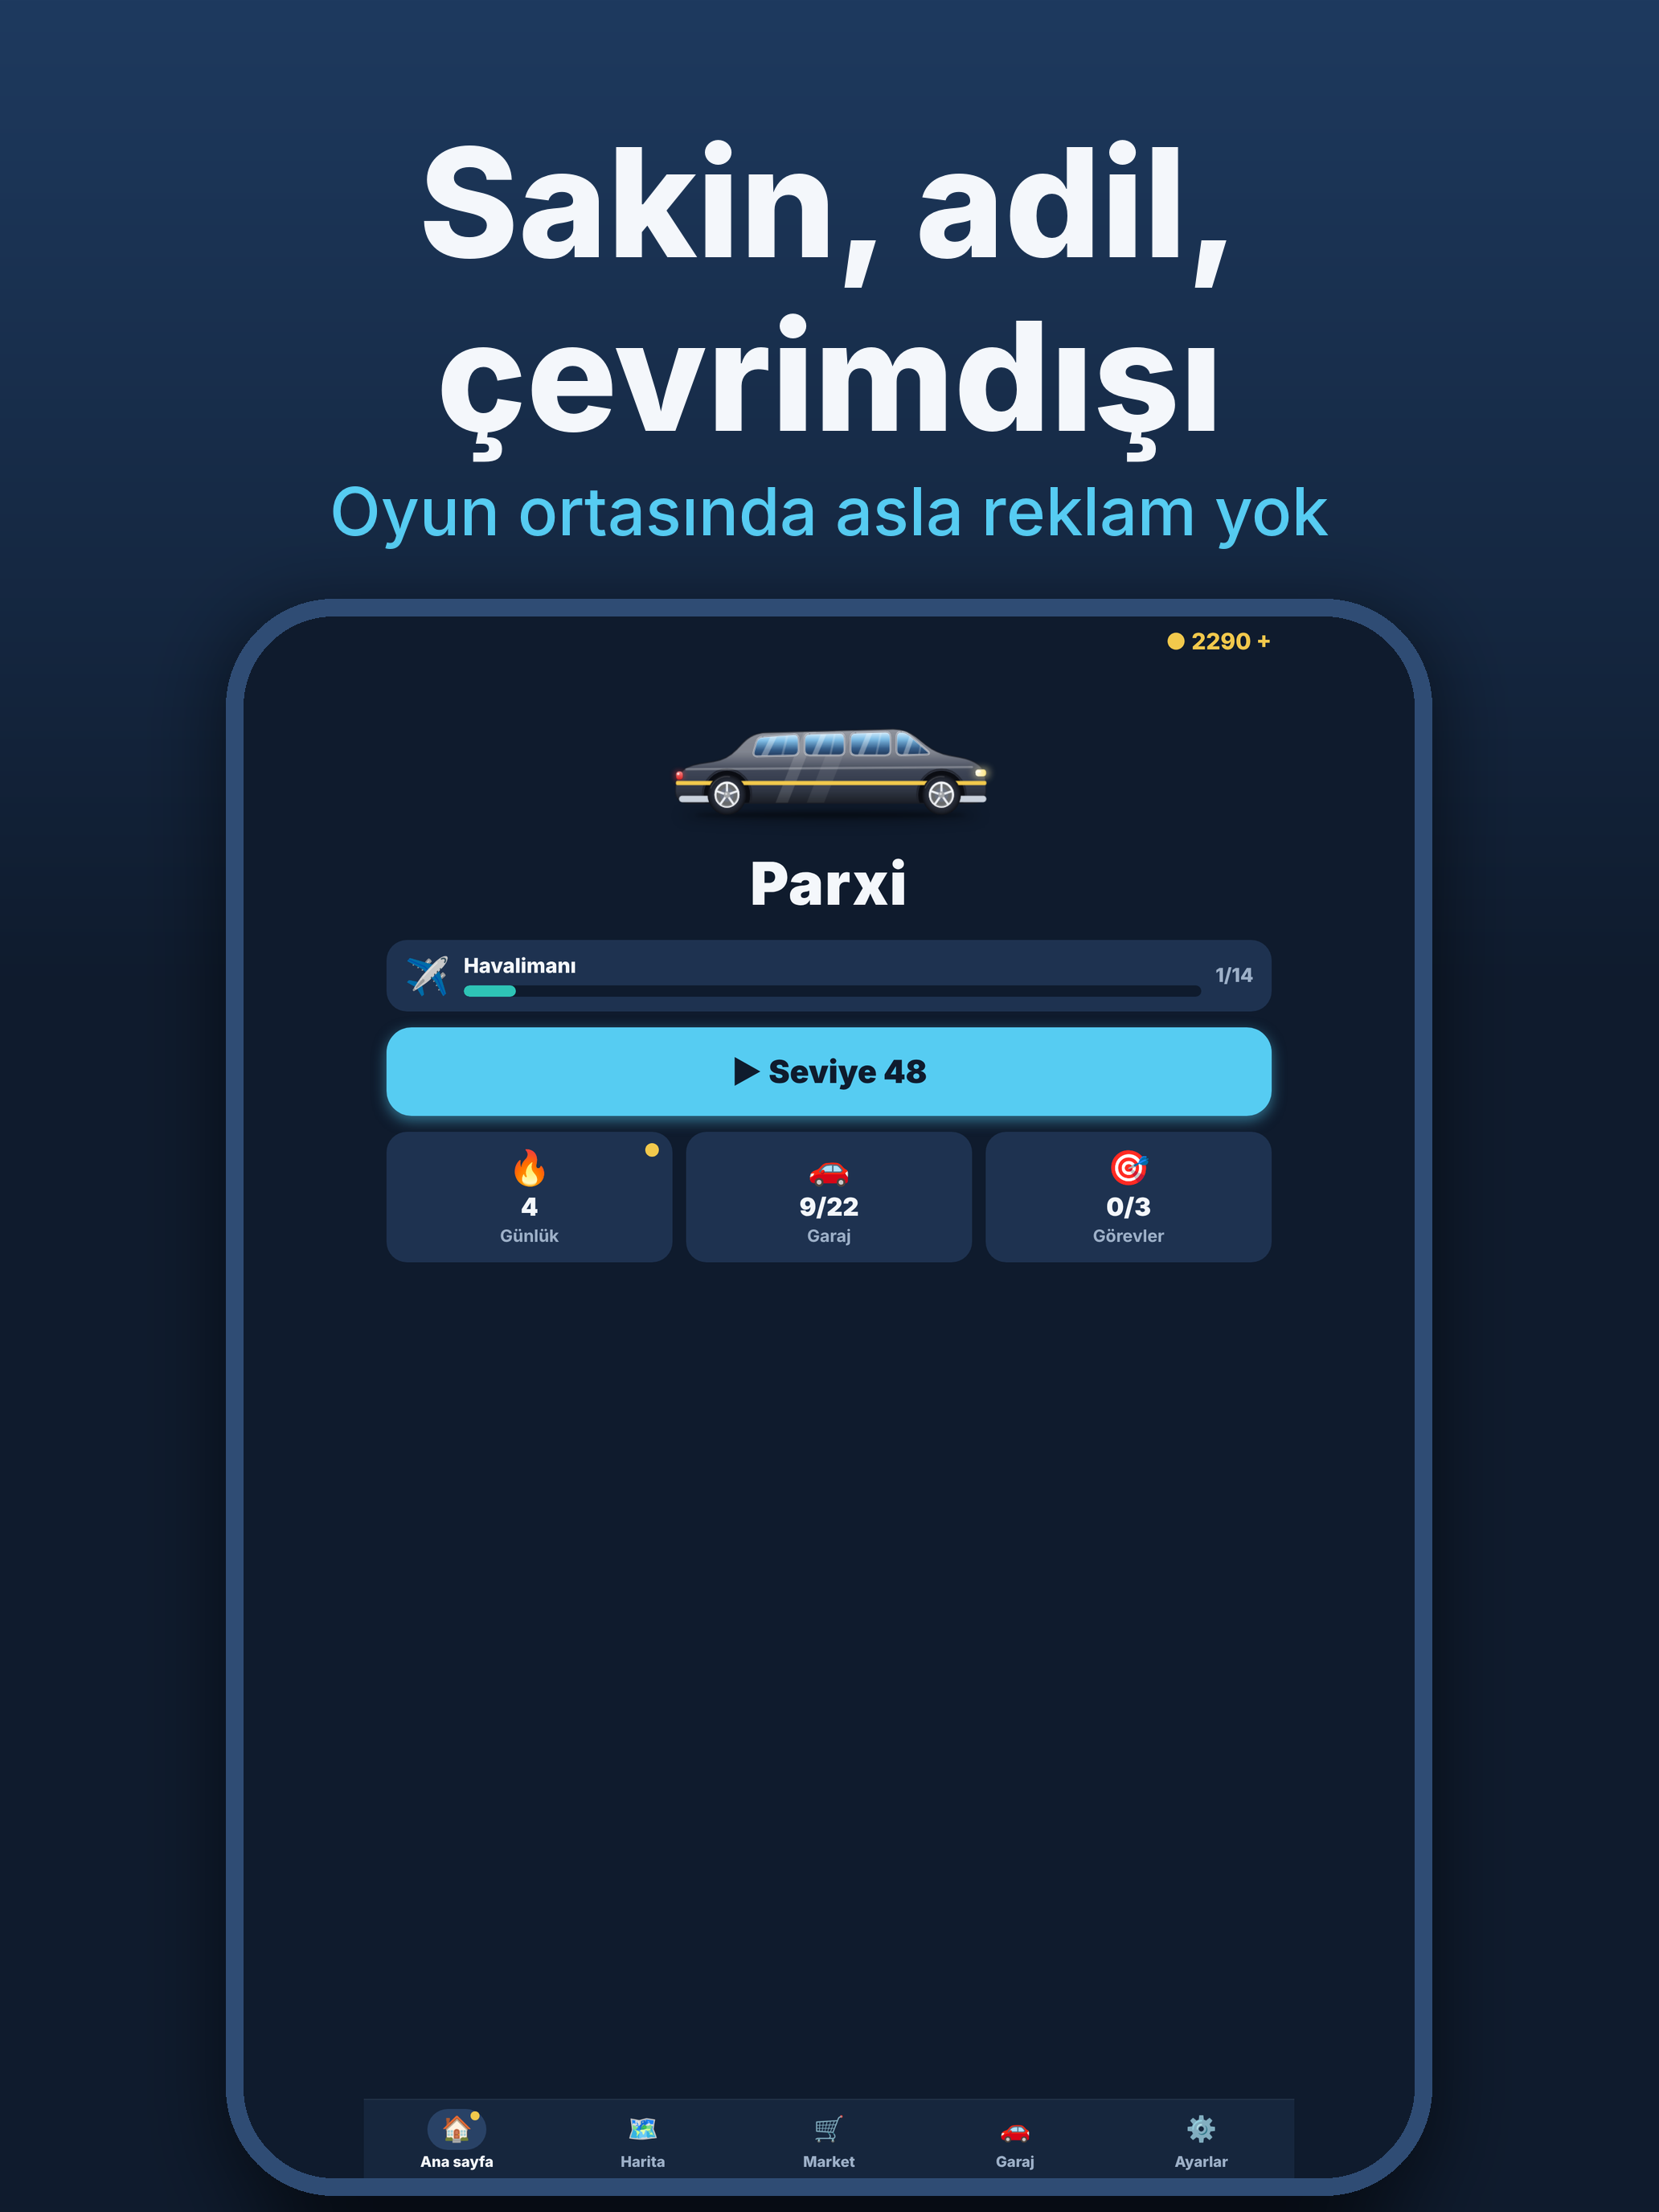 Sakin, adil,
çevrimdışı
Oyun ortasında asla reklam yok
2290 +
Parxi
Havalimanı
1/14
▶ Seviye 48
4
Günlük
9/22
Garaj
0/3
Görevler
Ana sayfa
Harita
Market
Garaj
Ayarlar